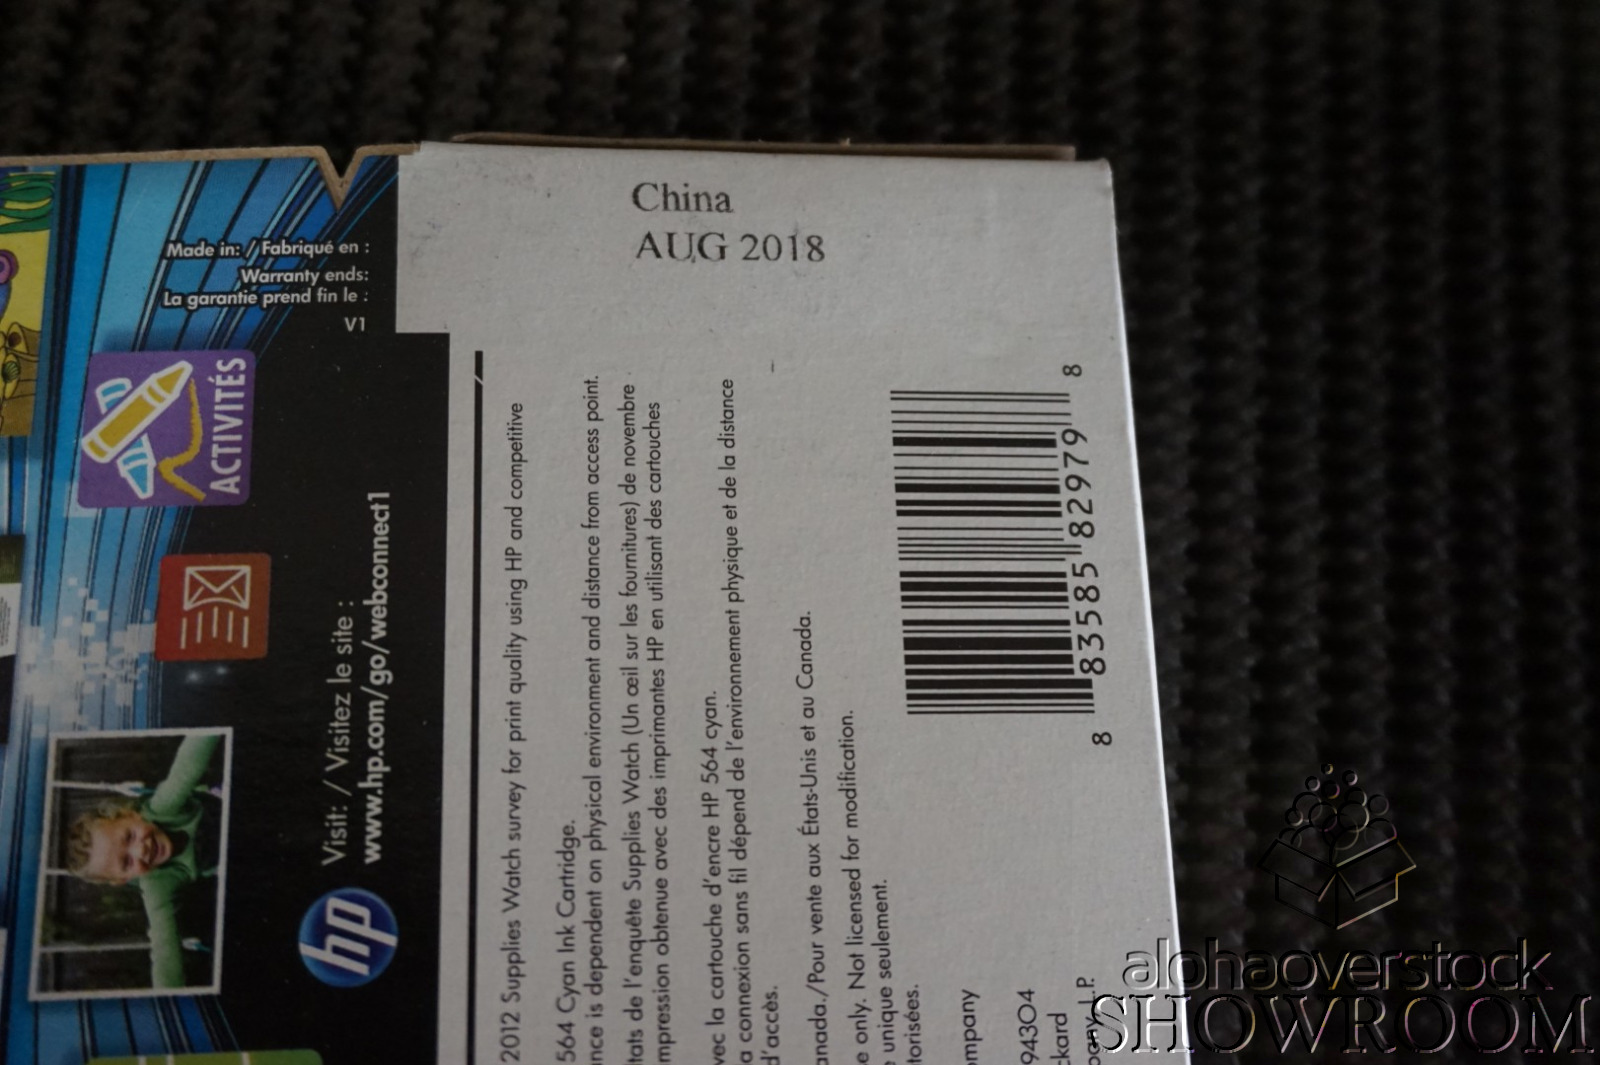 China
AUG 2018
Made in: / Fabriqué en :
Warranty ends:
La garantie prend fin le :
V1
ACTIVITÉS
Visit: / Visitez le site :
www.hp.com/go/webconnect1
hp
2012 Supplies Watch survey for print quality using HP and competitive
564 Cyan Ink Cartridge.
nce is dependent on physical environment and distance from access point.
tats de l'enquête Supplies Watch (Un œil sur les fournitures) de novembre
mpression obtenue avec des imprimantes HP en utilisant des cartouches
vec la cartouche d'encre HP 564 cyan.
a connexion sans fil dépend de l'environnement physique et de la distance
d'accès.
anada./Pour vente aux États-Unis et au Canada.
e only. Not licensed for modification.
e unique seulement.
torisées.
ompany
94304
ckard
pany, L.P.
8 83585 82979 8
alohaoverstock
SHOWROOM